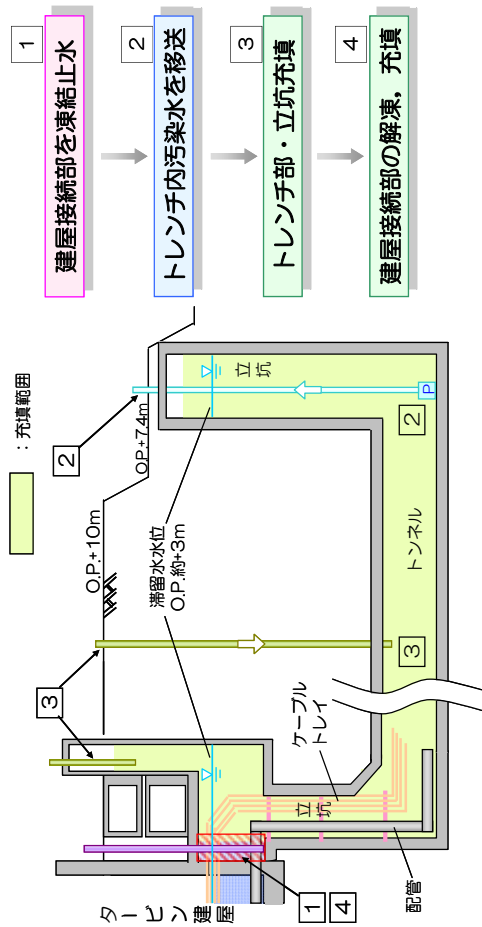 1
建屋接続部を凍結止水
2
トレンチ内汚染水を移送
3
トレンチ部・立坑充填
4
建屋接続部の解凍，充填
：充填範囲
O.P.+10m
O.P.+7.4m
3
2
滞留水水位
O.P.約+3m
立坑
P
2
トンネル
3
ケーブル
トレイ
立坑
配管
タービン建屋
1
4